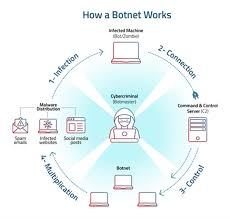 How a Botnet Works
Infected Machine
(Bot/Zombie)
1- Infection
2- Connection
Malware
Distribution
Spam
emails
Infected
websites
Social media
posts
Cybercriminal
(Botmaster)
Command & Control
Server (C2)
Botnet
4- Multiplication
3- Control